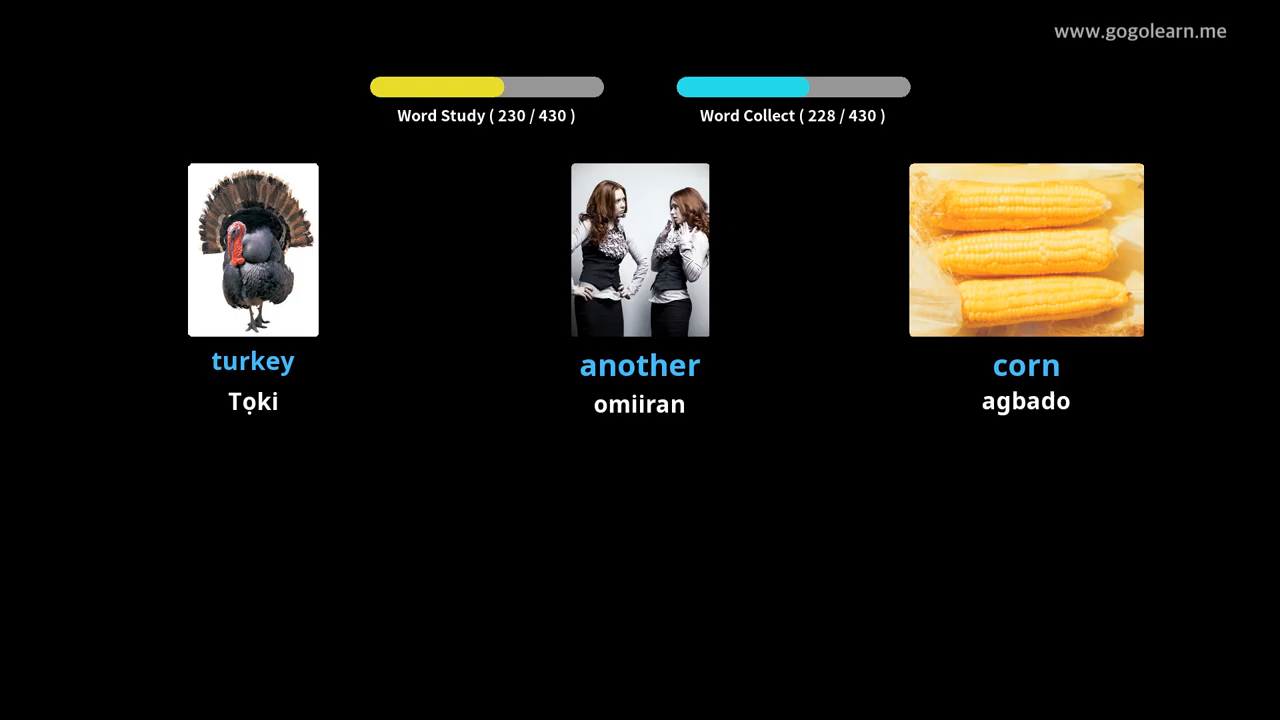 www.gogolearn.me
Word Study ( 230 / 430 )
Word Collect ( 228 / 430 )
turkey
Tọki
another
omiiran
corn
agbado